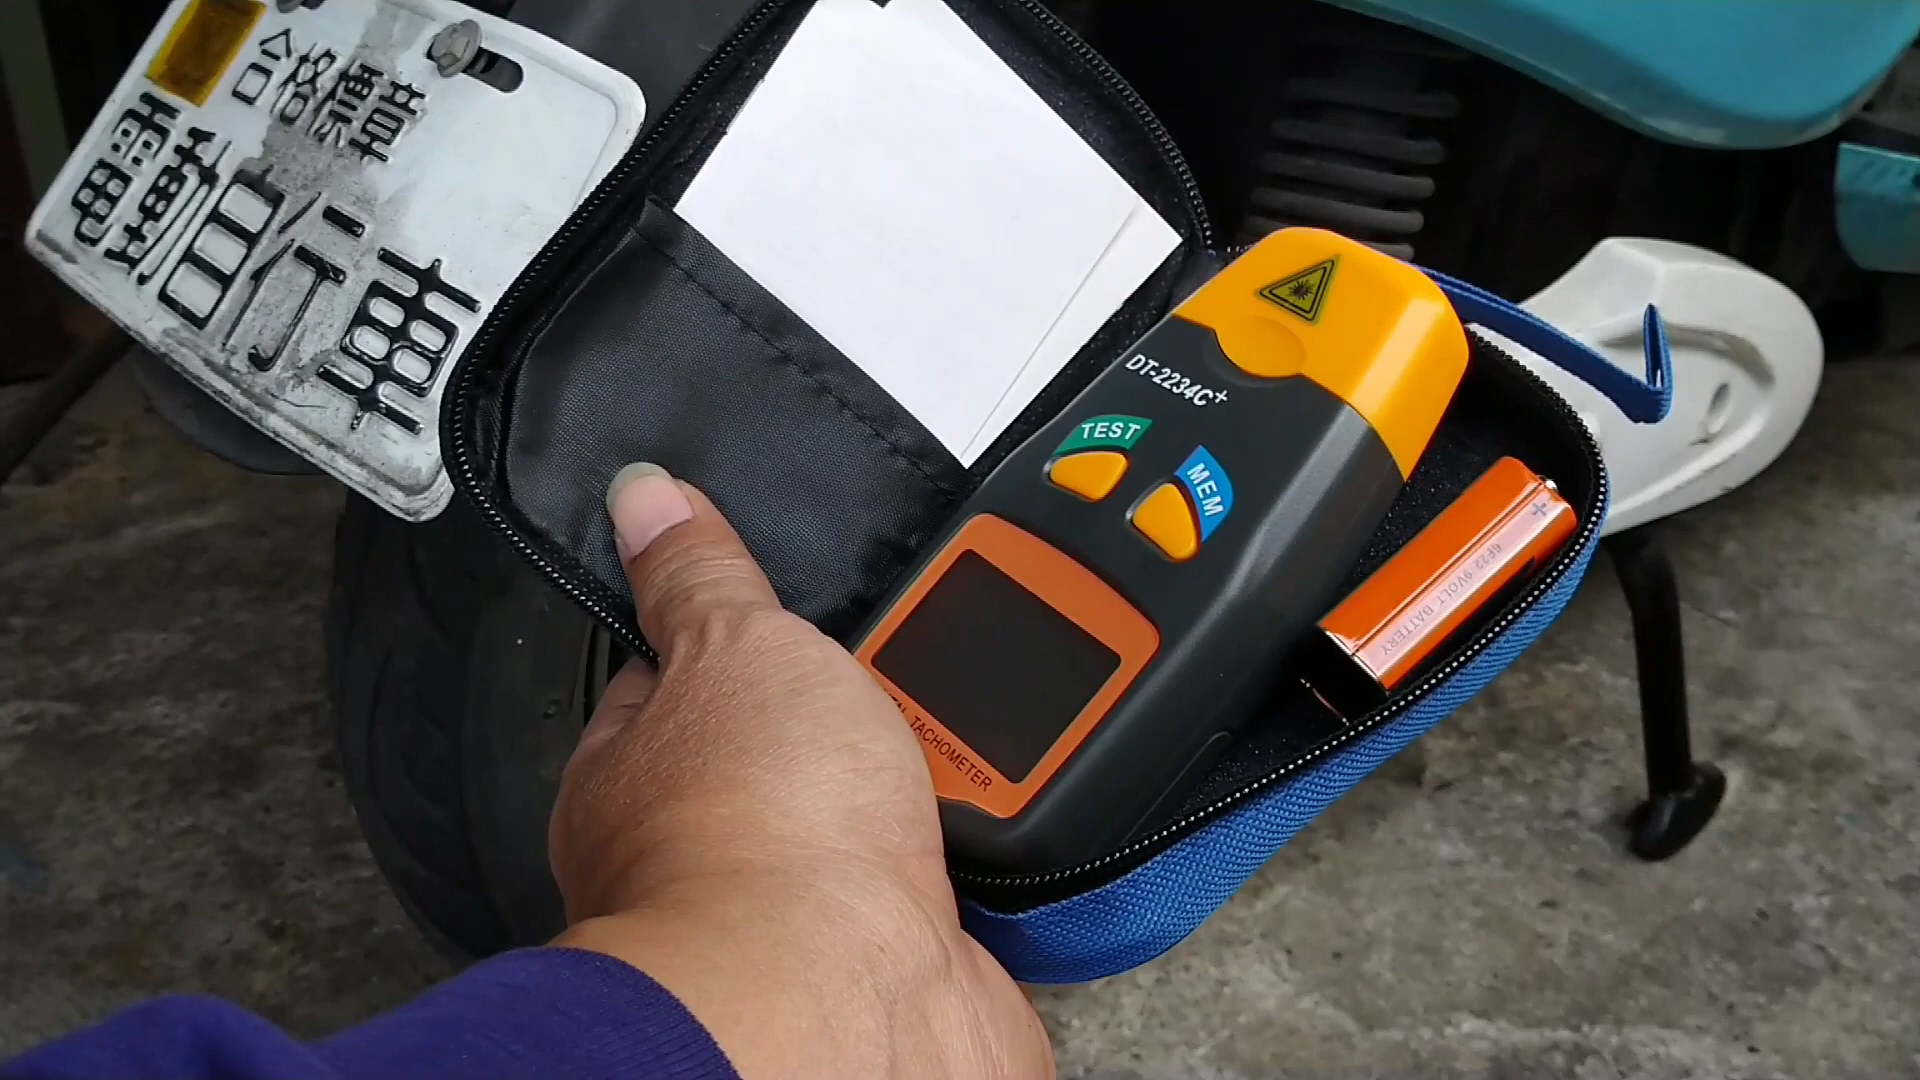 合格標章
電動自行車
DT-2234C+
TEST
MEM
TACHOMETER
6F22 9VOLT BATTERY
+